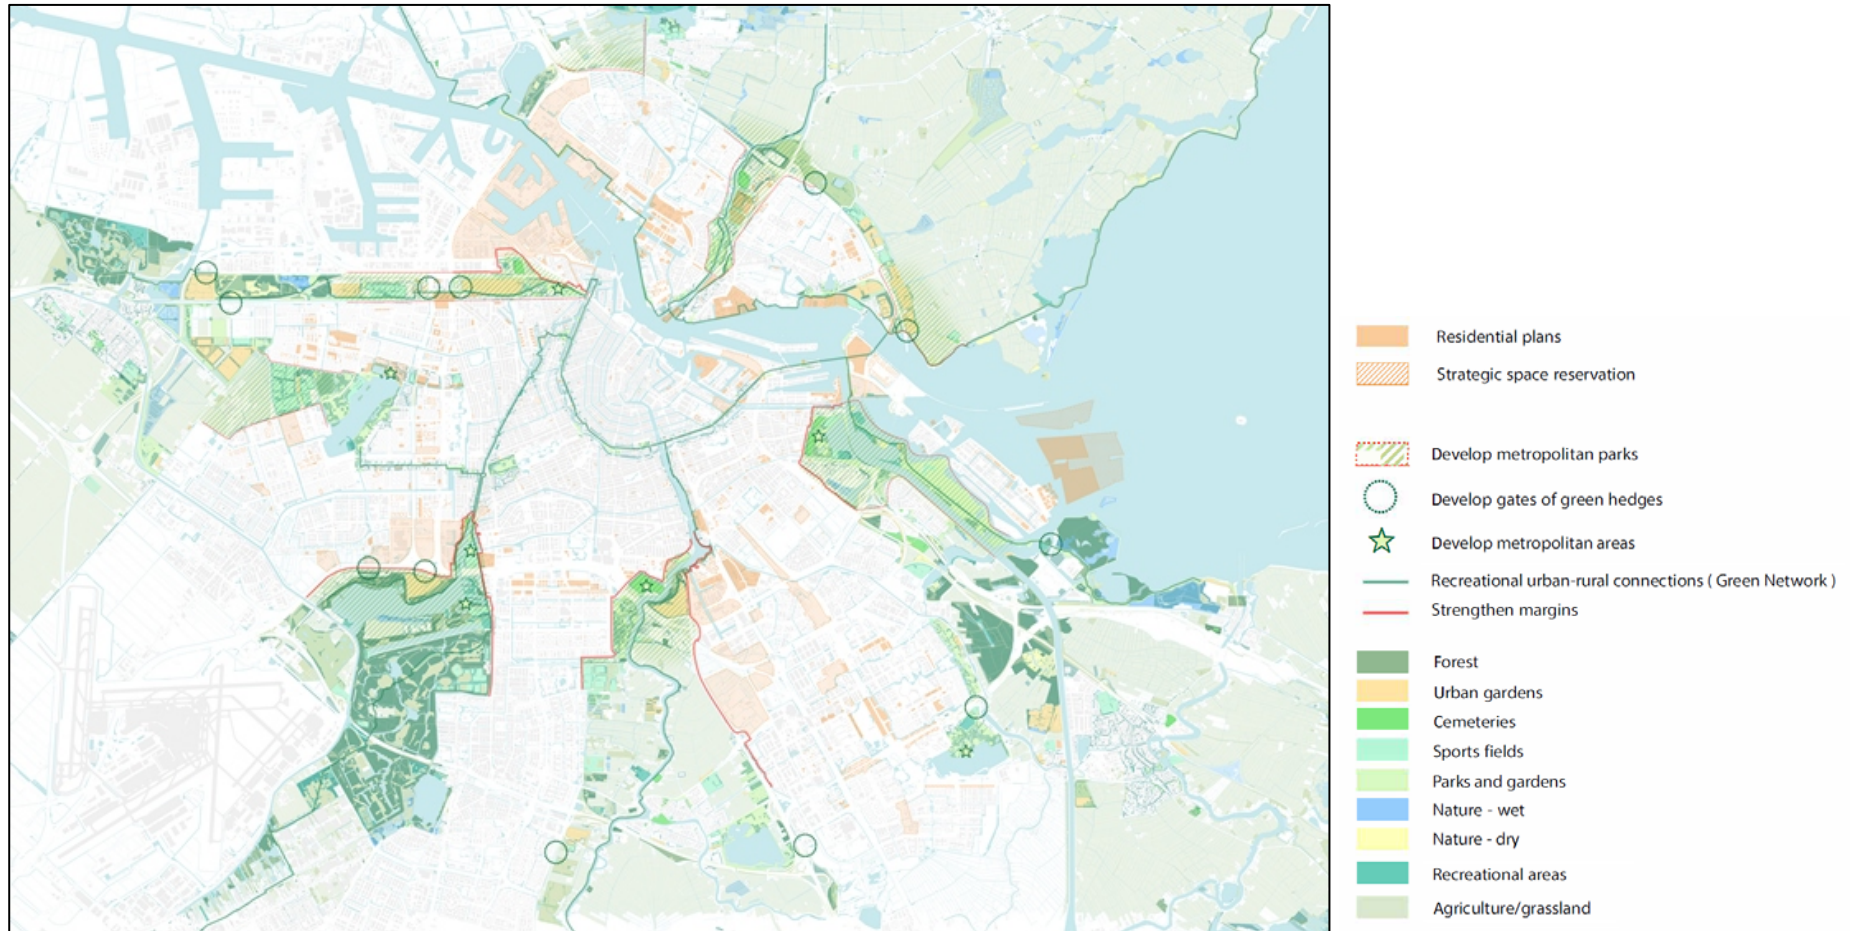 Residential plans
Strategic space reservation
Develop metropolitan parks
Develop gates of green hedges
Develop metropolitan areas
Recreational urban-rural connections ( Green Network )
Strengthen margins
Forest
Urban gardens
Cemeteries
Sports fields
Parks and gardens
Nature - wet
Nature - dry
Recreational areas
Agriculture/grassland